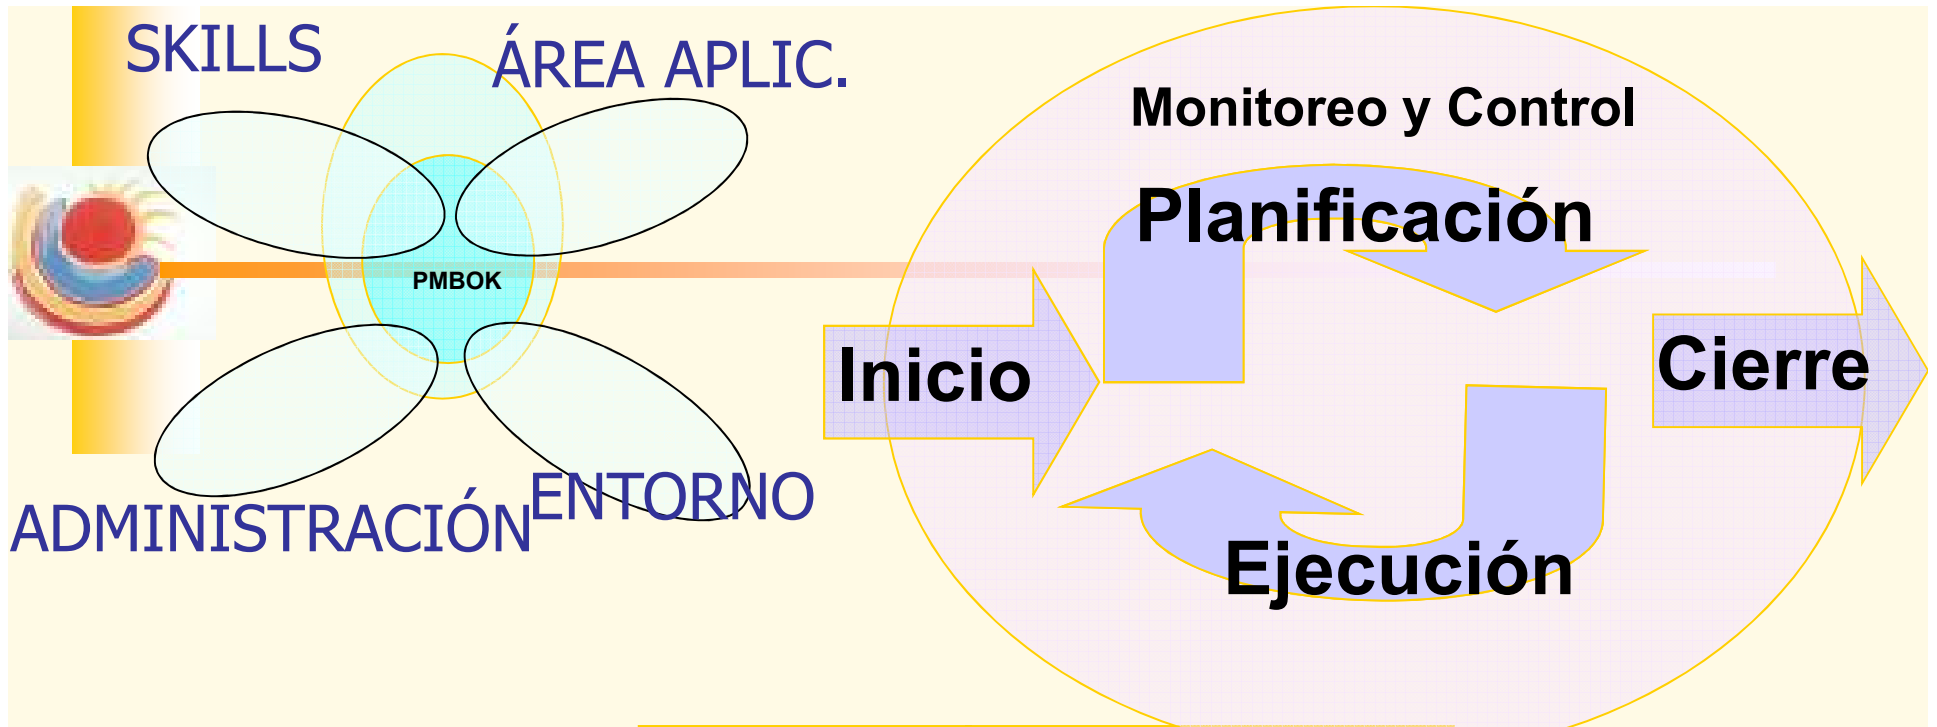 SKILLS
ÁREA APLIC.
PMBOK
ADMINISTRACIÓN
ENTORNO
Monitoreo y Control
Planificación
Inicio
Cierre
Ejecución